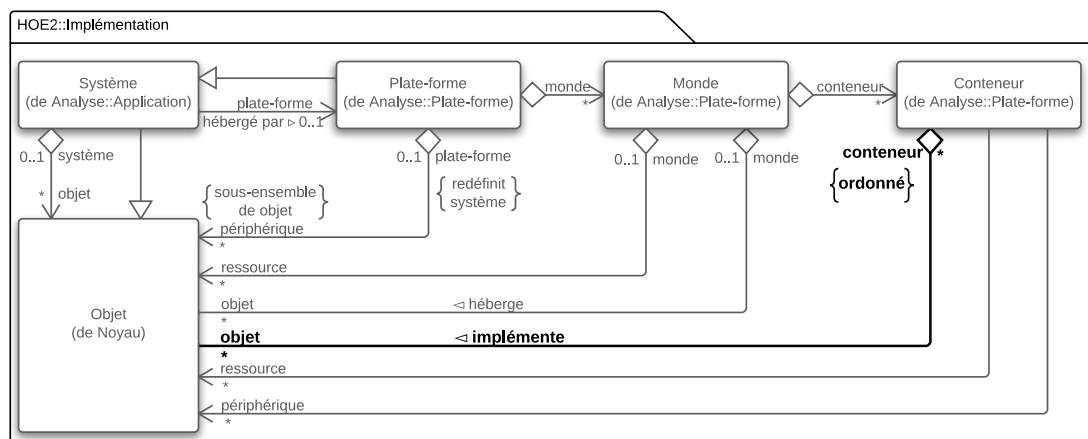 HOE2::Implémentation
Système
(de Analyse::Application)
Plate-forme
(de Analyse::Plate-forme)
Monde
(de Analyse::Plate-forme)
Conteneur
(de Analyse::Plate-forme)
plate-forme
hébergé par ▹ 0..1
monde
*
conteneur
*
0..1
système
*
objet
0..1
plate-forme
{redéfinit
système}
{sous-ensemble
de objet}
0..1
monde
0..1
monde
conteneur
*
{ordonné}
Objet
(de Noyau)
périphérique
*
ressource
*
objet
◃ héberge
*
objet
◃ implémente
*
ressource
*
périphérique
*